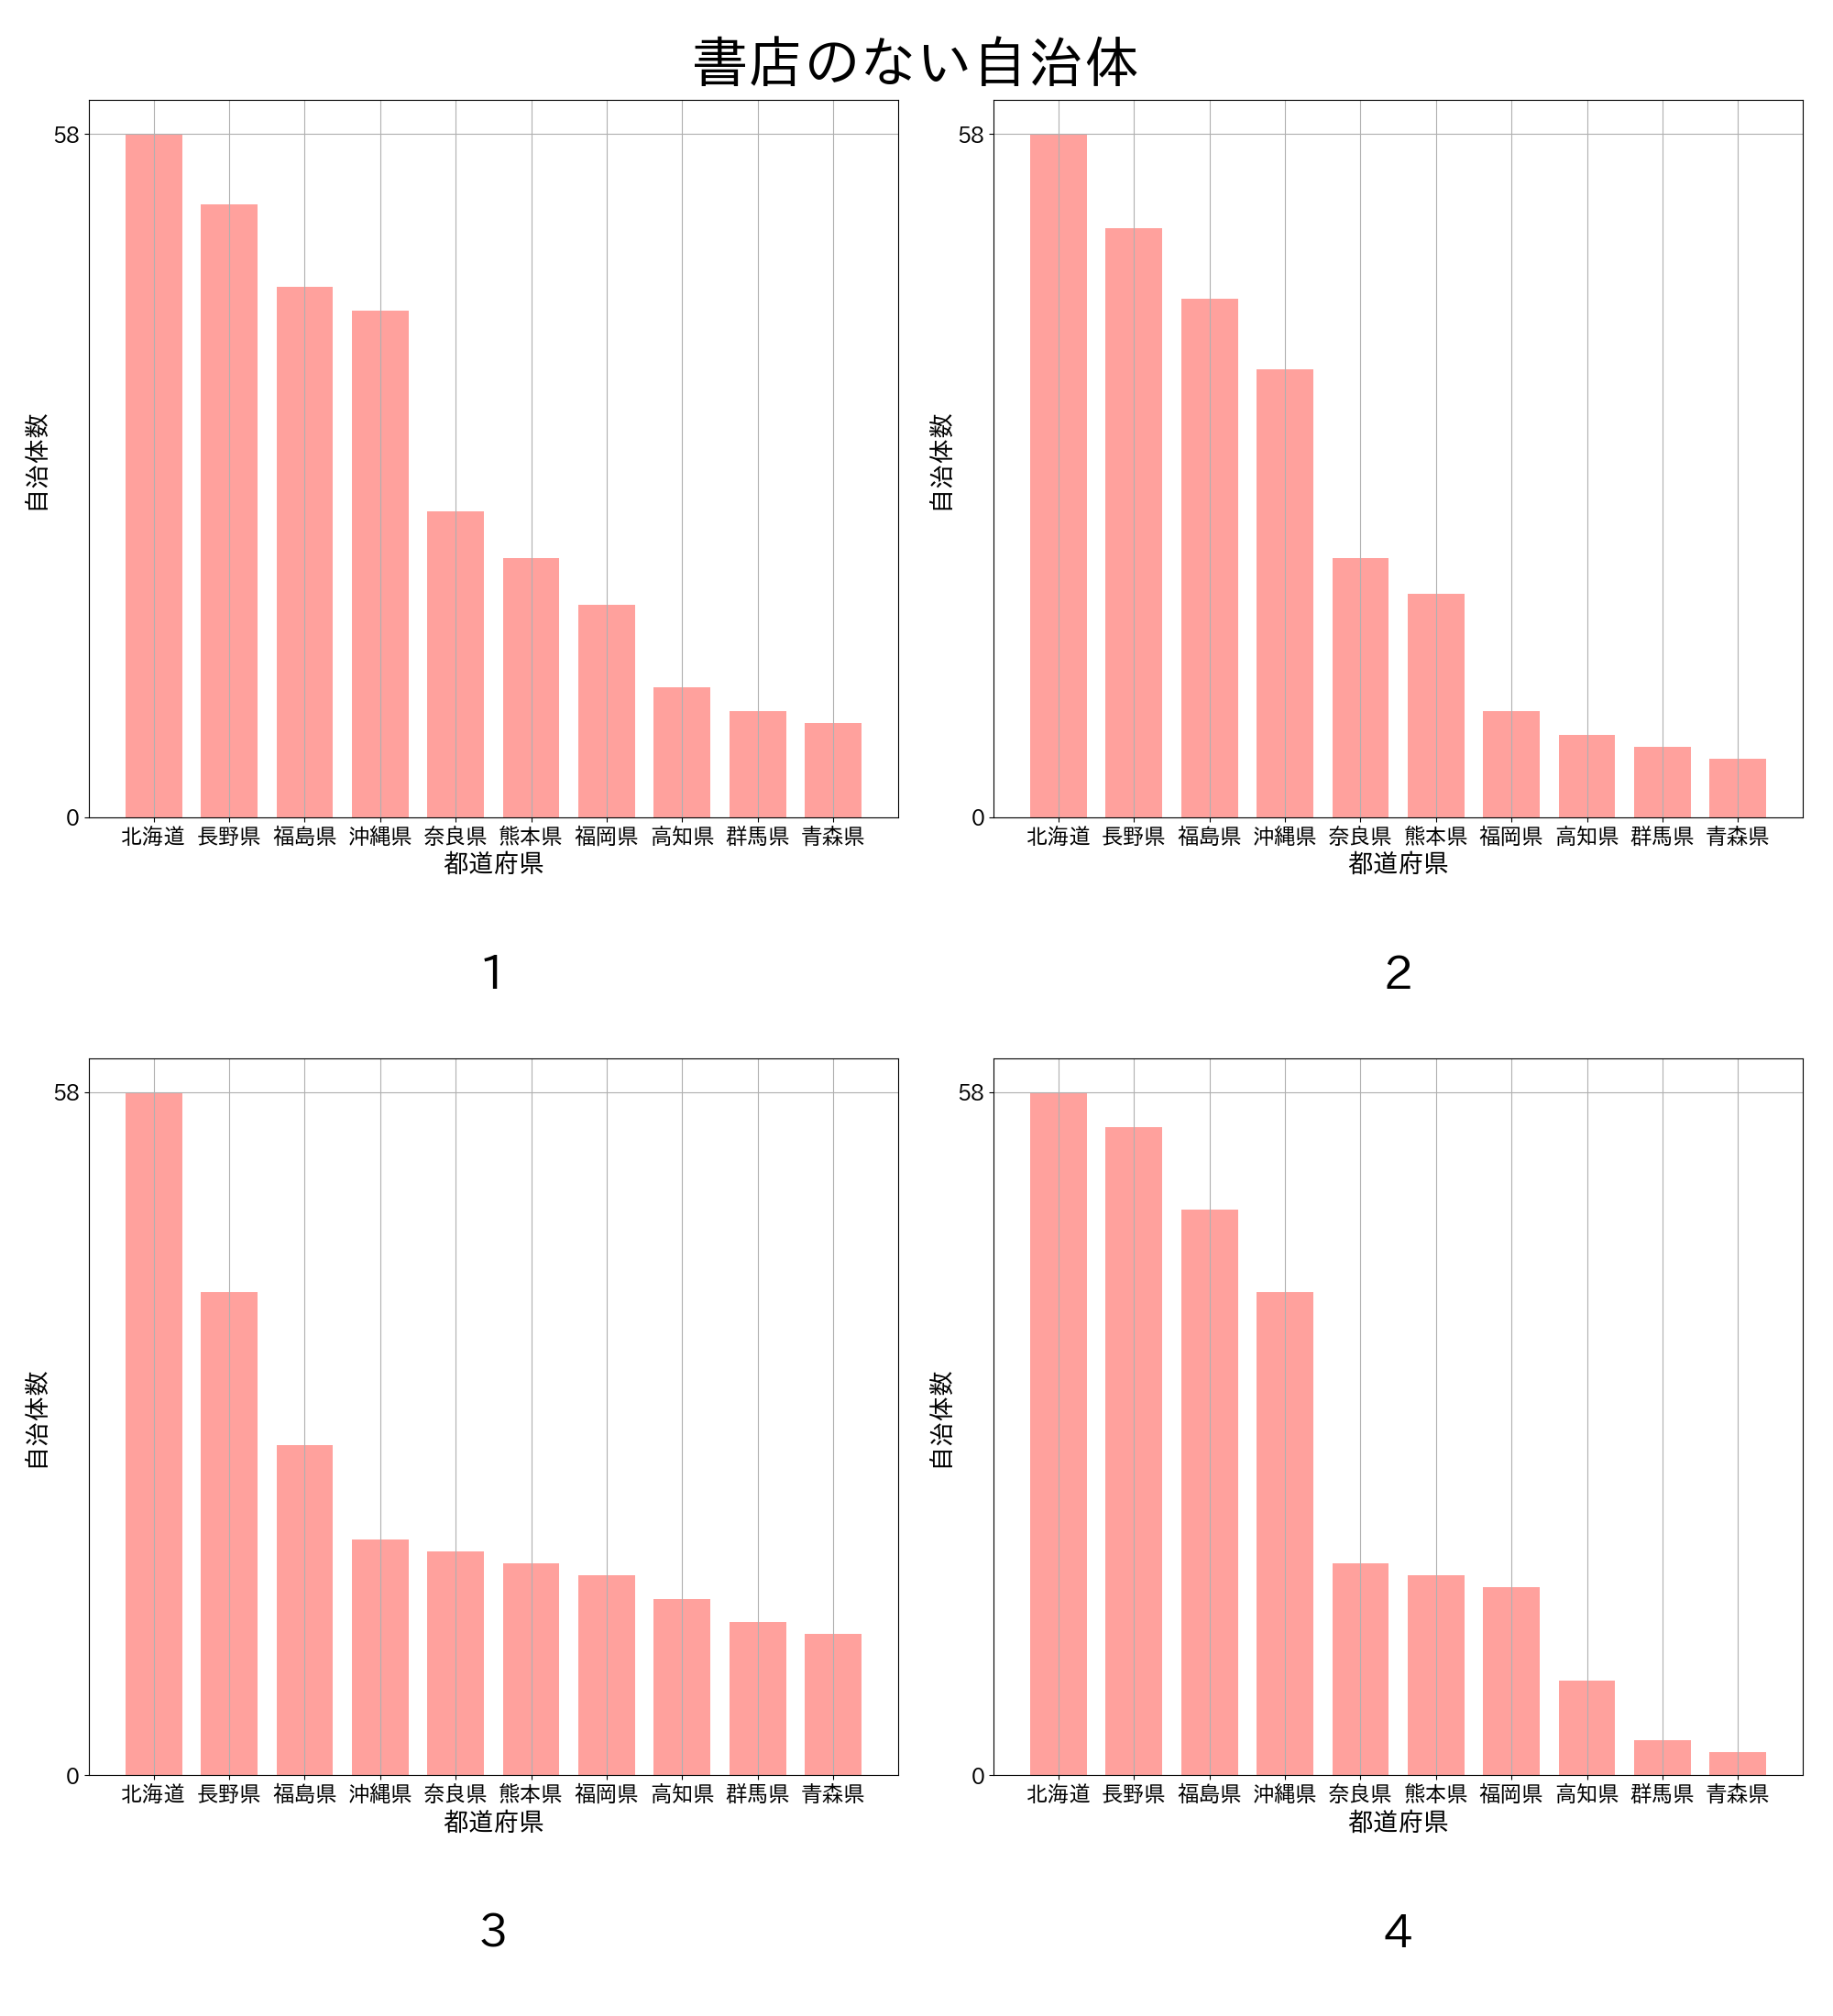 書店のない自治体
58
0
自治体数
北海道 長野県 福島県 沖縄県 奈良県 熊本県 福岡県 高知県 群馬県 青森県
都道府県
1
58
0
自治体数
北海道 長野県 福島県 沖縄県 奈良県 熊本県 福岡県 高知県 群馬県 青森県
都道府県
2
58
0
自治体数
北海道 長野県 福島県 沖縄県 奈良県 熊本県 福岡県 高知県 群馬県 青森県
都道府県
3
58
0
自治体数
北海道 長野県 福島県 沖縄県 奈良県 熊本県 福岡県 高知県 群馬県 青森県
都道府県
4